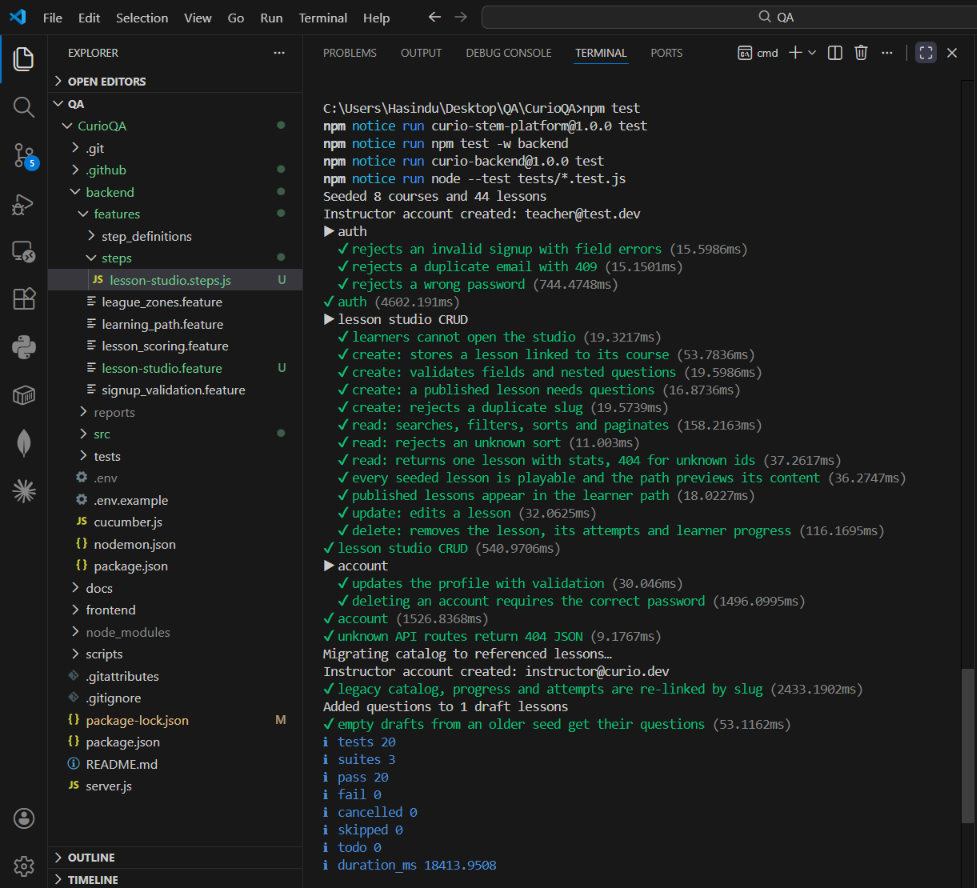 File Edit Selection View Go Run Terminal Help QA
EXPLORER
OPEN EDITORS
QA
CurioQA
.git
.github
backend
features
step_definitions
steps
JS lesson-studio.steps.js U
league_zones.feature
learning_path.feature
lesson_scoring.feature
lesson-studio.feature U
signup_validation.feature
reports
src
tests
.env
.env.example
JS cucumber.js
{} nodemon.json
{} package.json
docs
frontend
node_modules
scripts
.gitattributes
.gitignore
{} package-lock.json M
{} package.json
README.md
JS server.js
OUTLINE
TIMELINE
5
PROBLEMS OUTPUT DEBUG CONSOLE TERMINAL PORTS cmd
C:\Users\Hasindu\Desktop\QA\CurioQA>npm test
npm notice run curio-stem-platform@1.0.0 test
npm notice run npm test -w backend
npm notice run curio-backend@1.0.0 test
npm notice run node --test tests/*.test.js
Seeded 8 courses and 44 lessons
Instructor account created: teacher@test.dev
▶ auth
✓ rejects an invalid signup with field errors (15.5986ms)
✓ rejects a duplicate email with 409 (15.1501ms)
✓ rejects a wrong password (744.4748ms)
✓ auth (4602.191ms)
▶ lesson studio CRUD
✓ learners cannot open the studio (19.3217ms)
✓ create: stores a lesson linked to its course (53.7836ms)
✓ create: validates fields and nested questions (19.5986ms)
✓ create: a published lesson needs questions (16.8736ms)
✓ create: rejects a duplicate slug (19.5739ms)
✓ read: searches, filters, sorts and paginates (158.2163ms)
✓ read: rejects an unknown sort (11.003ms)
✓ read: returns one lesson with stats, 404 for unknown ids (37.2617ms)
✓ every seeded lesson is playable and the path previews its content (36.2747ms)
✓ published lessons appear in the learner path (18.0227ms)
✓ update: edits a lesson (32.0625ms)
✓ delete: removes the lesson, its attempts and learner progress (116.1695ms)
✓ lesson studio CRUD (540.9706ms)
▶ account
✓ updates the profile with validation (30.046ms)
✓ deleting an account requires the correct password (1496.0995ms)
✓ account (1526.8368ms)
✓ unknown API routes return 404 JSON (9.1767ms)
Migrating catalog to referenced lessons…
Instructor account created: instructor@curio.dev
✓ legacy catalog, progress and attempts are re-linked by slug (2433.1902ms)
Added questions to 1 draft lessons
✓ empty drafts from an older seed get their questions (53.1162ms)
ℹ tests 20
ℹ suites 3
ℹ pass 20
ℹ fail 0
ℹ cancelled 0
ℹ skipped 0
ℹ todo 0
ℹ duration_ms 18413.9508